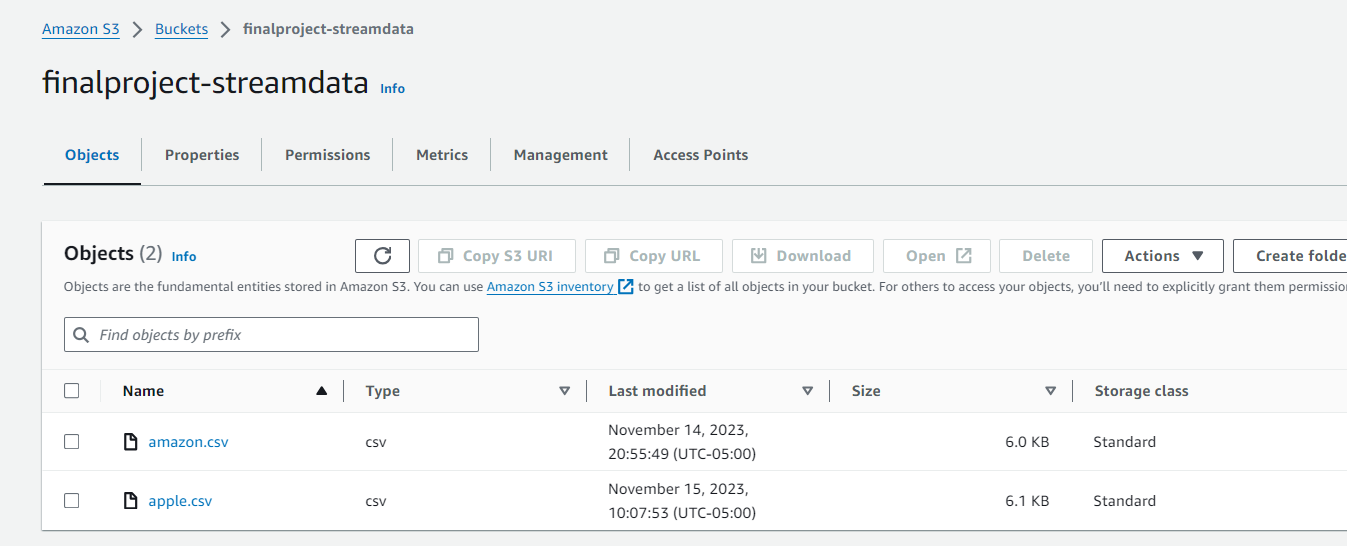 Amazon S3 > Buckets > finalproject-streamdata
finalproject-streamdata Info
Objects Properties Permissions Metrics Management Access Points
Objects (2) Info Copy S3 URI Copy URL Download Open Delete Actions Create folde
Objects are the fundamental entities stored in Amazon S3. You can use Amazon S3 inventory to get a list of all objects in your bucket. For others to access your objects, you'll need to explicitly grant them permission
Find objects by prefix
Name Type Last modified Size Storage class
amazon.csv csv November 14, 2023, 20:55:49 (UTC-05:00) 6.0 KB Standard
apple.csv csv November 15, 2023, 10:07:53 (UTC-05:00) 6.1 KB Standard